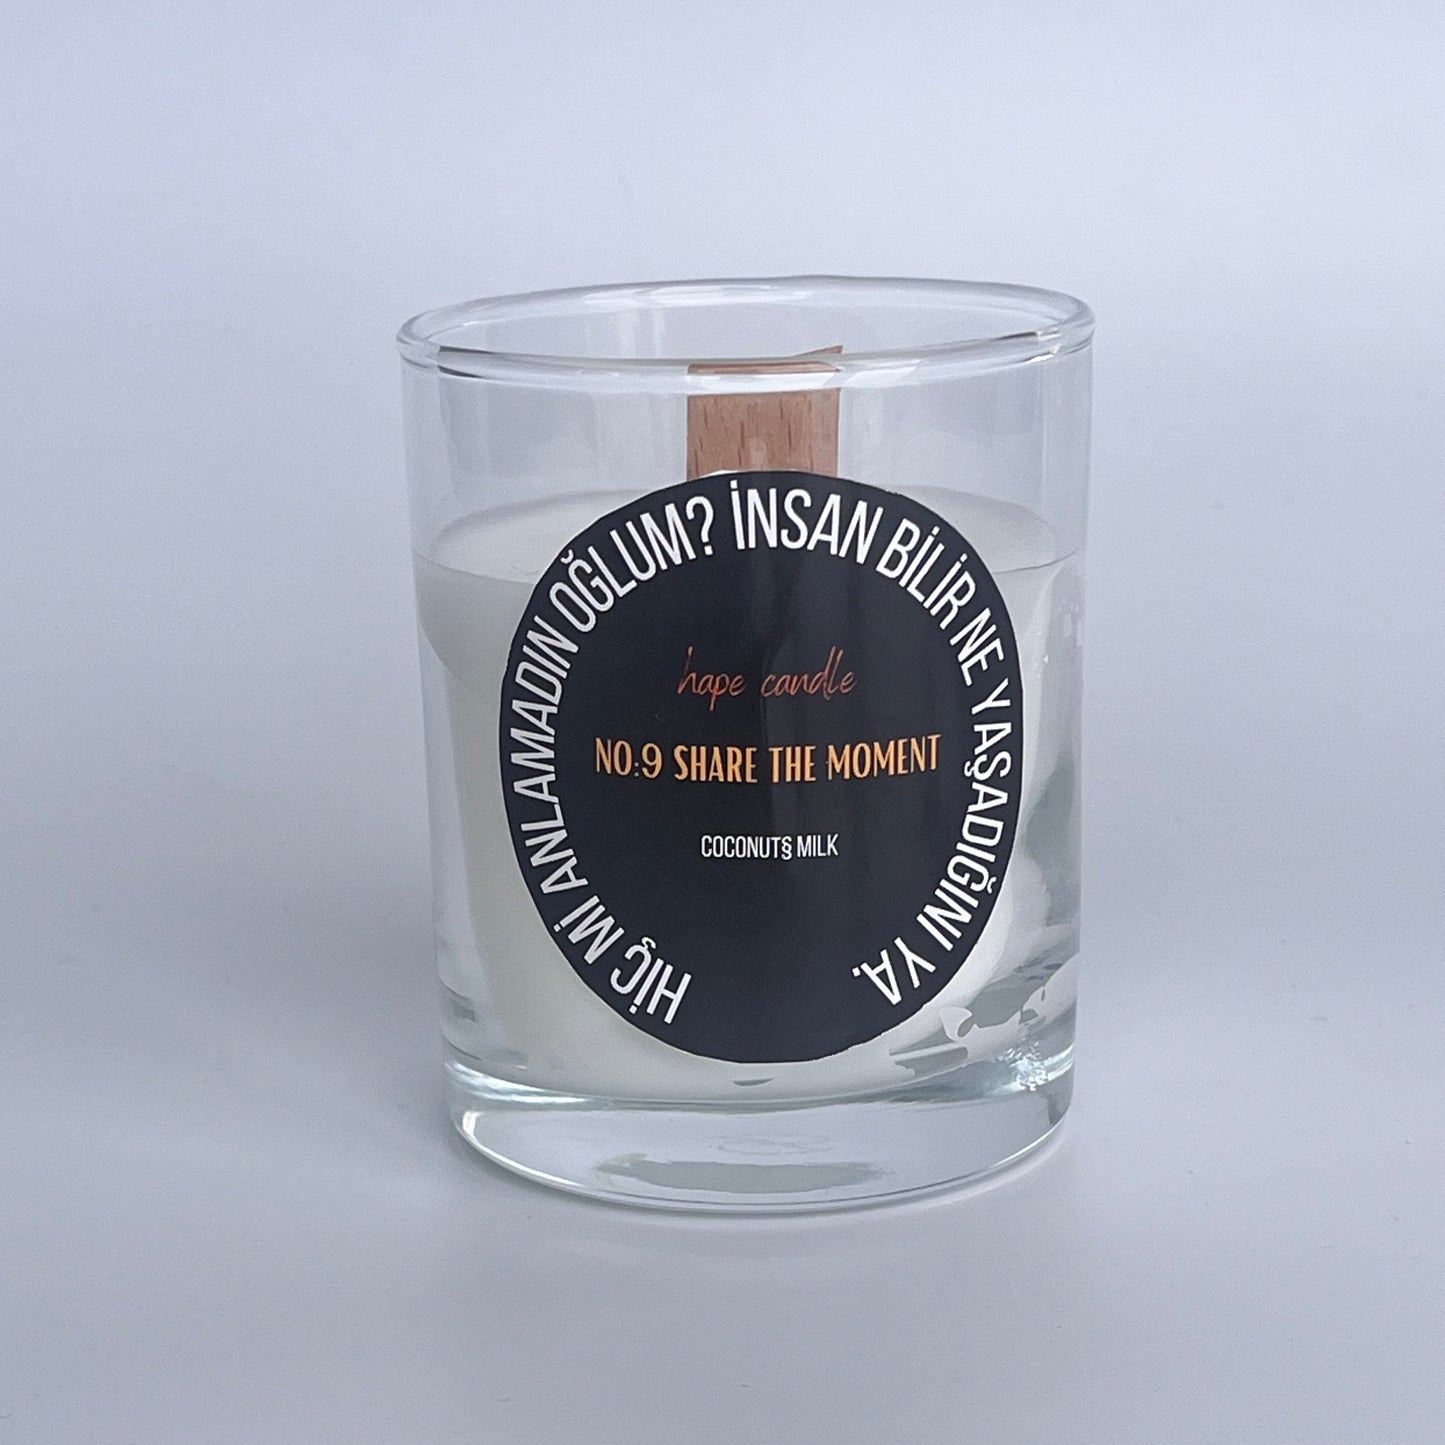 HİÇ Mİ ANLAMADIN OĞLUM? İNSAN BİLİR NE YAŞADIĞINI YA.
hape candle
NO:9 SHARE THE MOMENT
COCONUT§ MILK